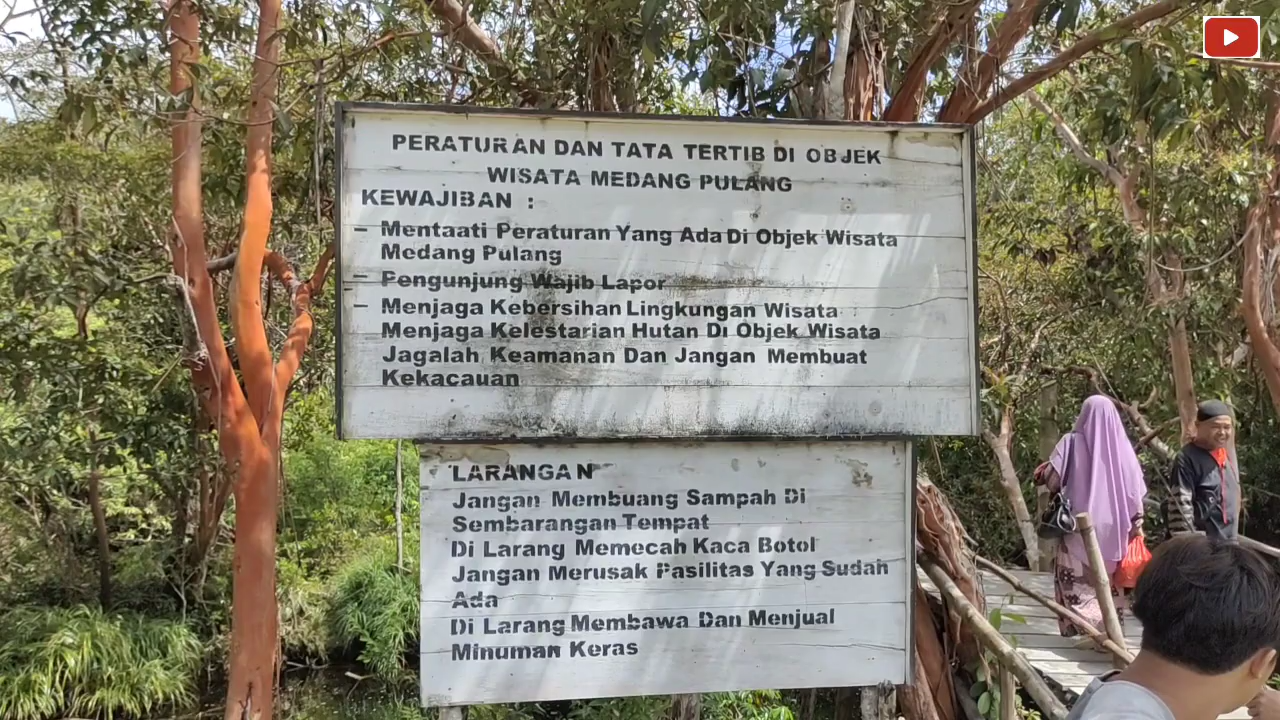 PERATURAN DAN TATA TERTIB DI OBJEK
WISATA MEDANG PULANG
KEWAJIBAN :
- Mentaati Peraturan Yang Ada Di Objek Wisata
Medang Pulang
- Pengunjung Wajib Lapor
- Menjaga Kebersihan Lingkungan Wisata
Menjaga Kelestarian Hutan Di Objek Wisata
Jagalah Keamanan Dan Jangan Membuat
Kekacauan
LARANGAN
Jangan Membuang Sampah Di
Sembarangan Tempat
Di Larang Memecah Kaca Botol
Jangan Merusak Fasilitas Yang Sudah
Ada
Di Larang Membawa Dan Menjual
Minuman Keras